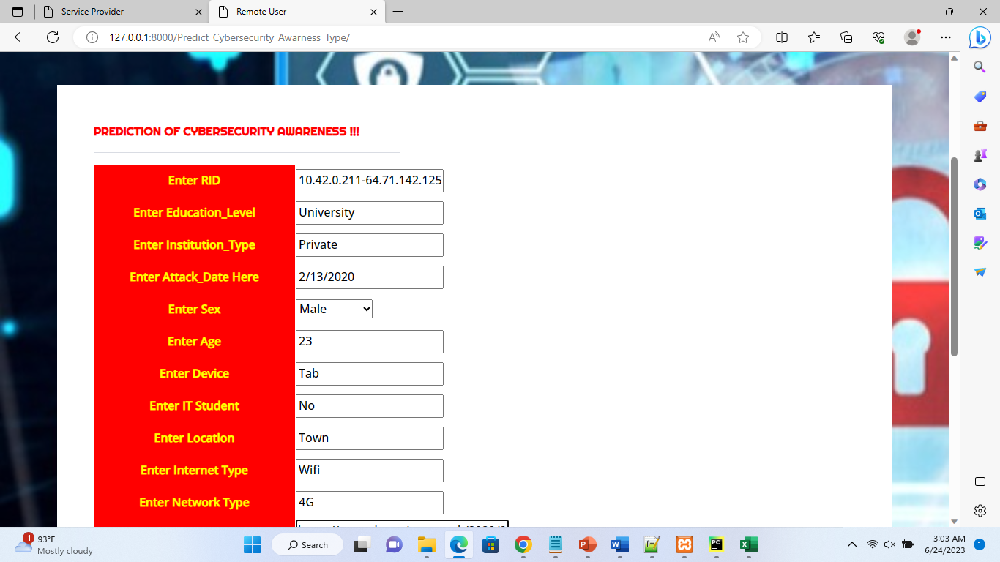 Service Provider
Remote User
127.0.0.1:8000/Predict_Cybersecurity_Awarness_Type/
PREDICTION OF CYBERSECURITY AWARENESS !!!
Enter RID 10.42.0.211-64.71.142.125
Enter Education_Level University
Enter Institution_Type Private
Enter Attack_Date Here 2/13/2020
Enter Sex Male
Enter Age 23
Enter Device Tab
Enter IT Student No
Enter Location Town
Enter Internet Type Wifi
Enter Network Type 4G
1
93°F
Mostly cloudy
Search
3:03 AM
6/24/2023
1